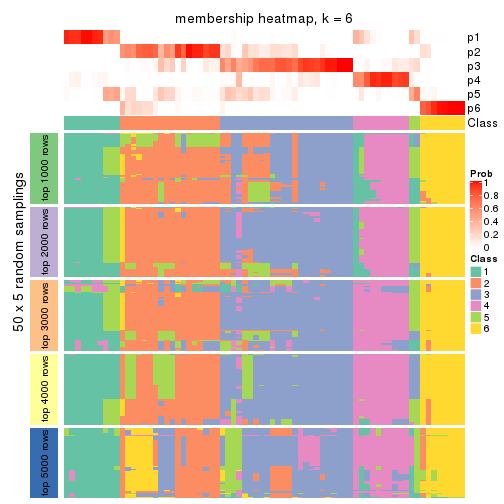 membership heatmap, k = 6
p1
p2
p3
p4
p5
p6
Class
50 x 5 random samplings
top 1000 rows
top 2000 rows
top 3000 rows
top 4000 rows
top 5000 rows
Prob
1
0.8
0.6
0.4
0.2
0
Class
1
2
3
4
5
6